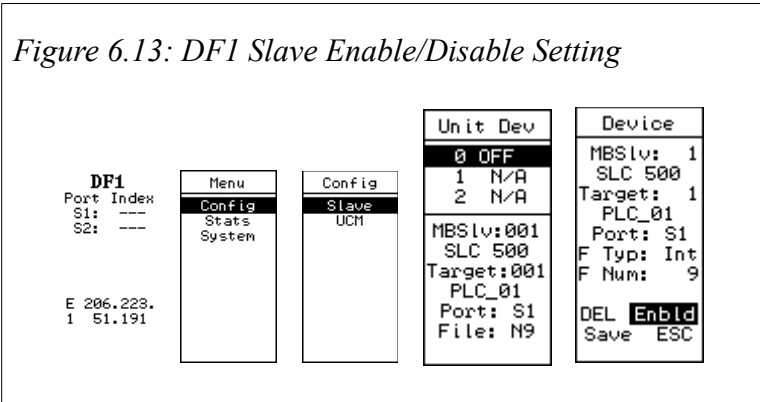 Figure 6.13: DF1 Slave Enable/Disable Setting
DF1
Port Index
S1: ---
S2: ---
E 206.223.
1 51.191
Menu
Config
Stats
System
Config
Slave
UCM
Unit Dev
0 OFF
1 N/A
2 N/A
MBSlv:001
SLC 500
Target:001
PLC_01
Port: S1
File: N9
Device
MBSlv: 1
SLC 500
Target: 1
PLC_01
Port: S1
F Typ: Int
F Num: 9
DEL Enbld
Save ESC